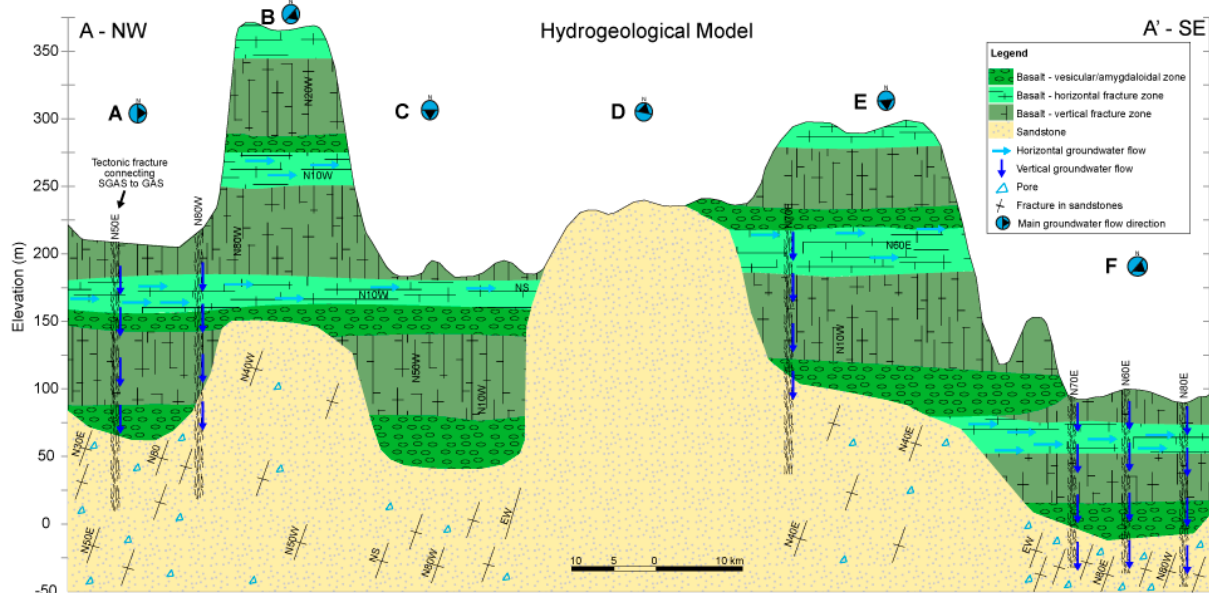 A - NW
B
N
Hydrogeological Model
A' - SE
Legend
Basalt - vesicular/amygdaloidal zone
Basalt - horizontal fracture zone
Basalt - vertical fracture zone
Sandstone
Horizontal groundwater flow
Vertical groundwater flow
Pore
Fracture in sandstones
Main groundwater flow direction
A
N
C
N
D
N
E
N
F
N
Tectonic fracture
connecting
SGAS to GAS
Elevation (m)
350
300
250
200
150
100
50
0
-50
N50E
N80W
N20W
N10W
N80W
N10W
NS
N60E
N10W
N40W
N50W
N10W
N30E
N60
N40E
N70E
N60E
N80E
N50E
N50W
NS
N80W
EW
N40E
EW
N80E
N80W
10 5 0 10 km